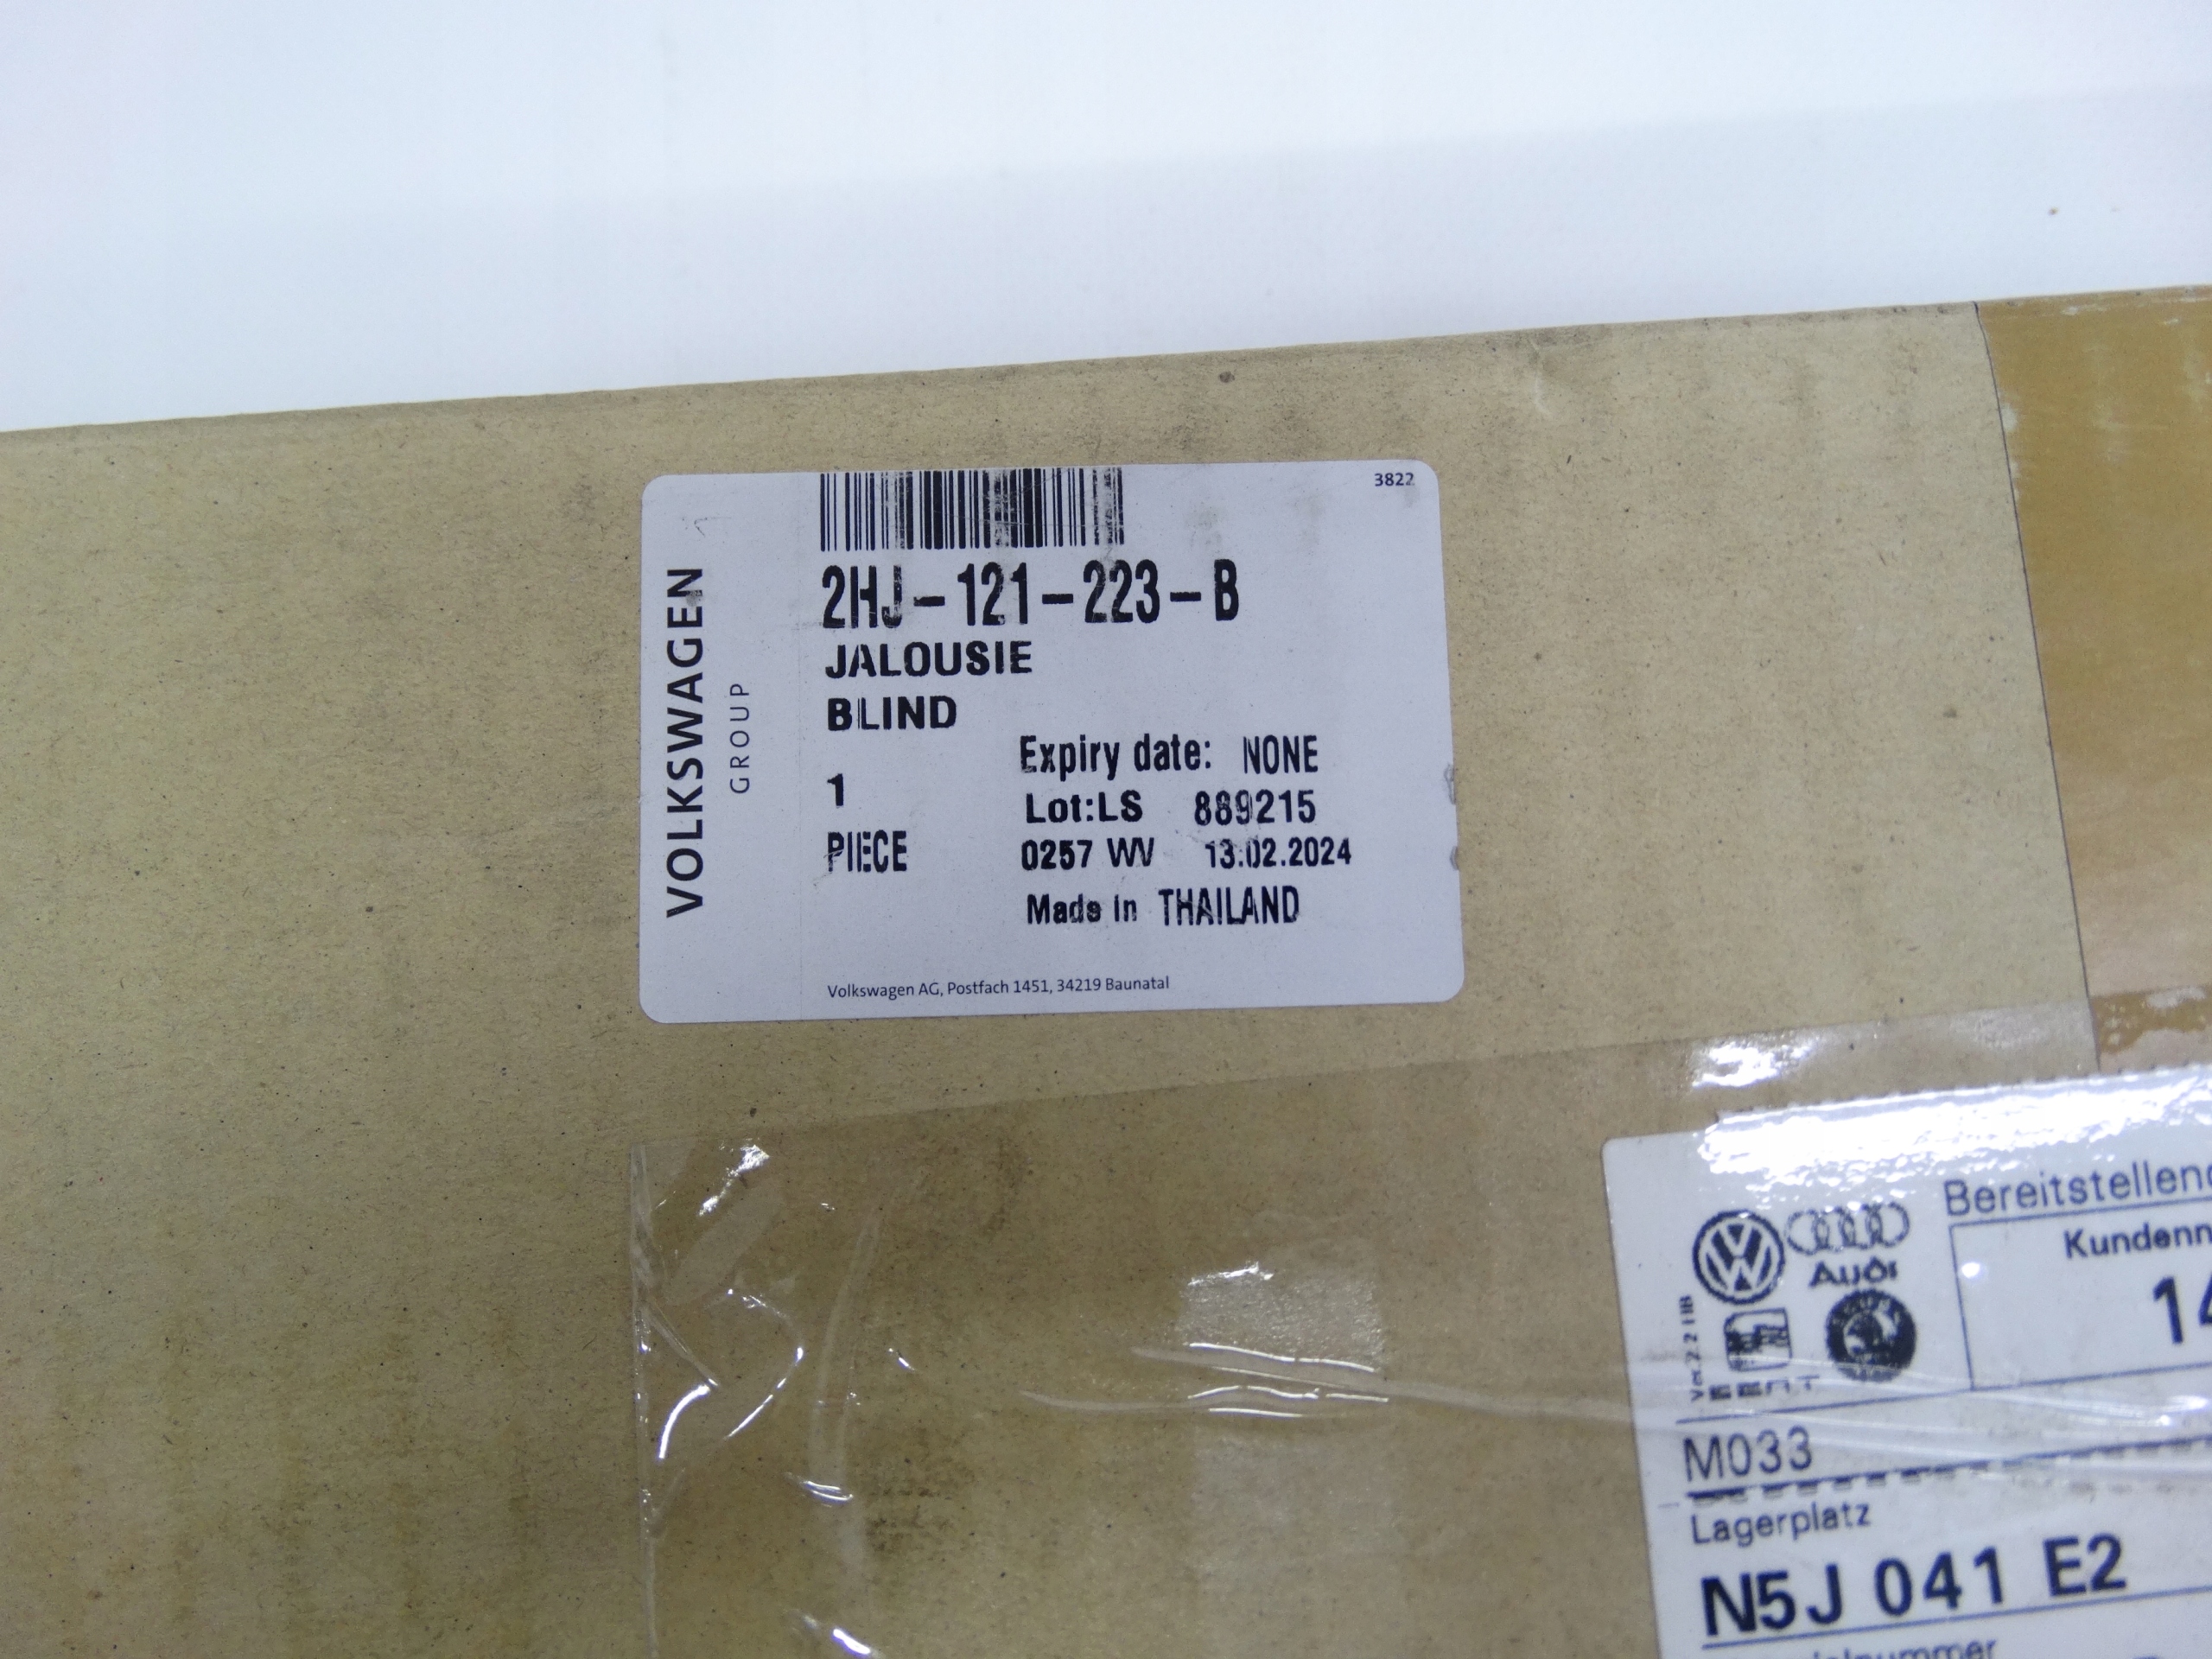 3822
VOLKSWAGEN
GROUP
2HJ-121-223-B
JALOUSIE
BLIND
Expiry date: NONE
1
Lot:LS 889215
PIECE
0257 WV 13.02.2024
Made in THAILAND
Volkswagen AG, Postfach 1451, 34219 Baunatal
Bereitstellend
Kundenn
14
Audi
SEAT
M033
Lagerplatz
N5J 041 E2